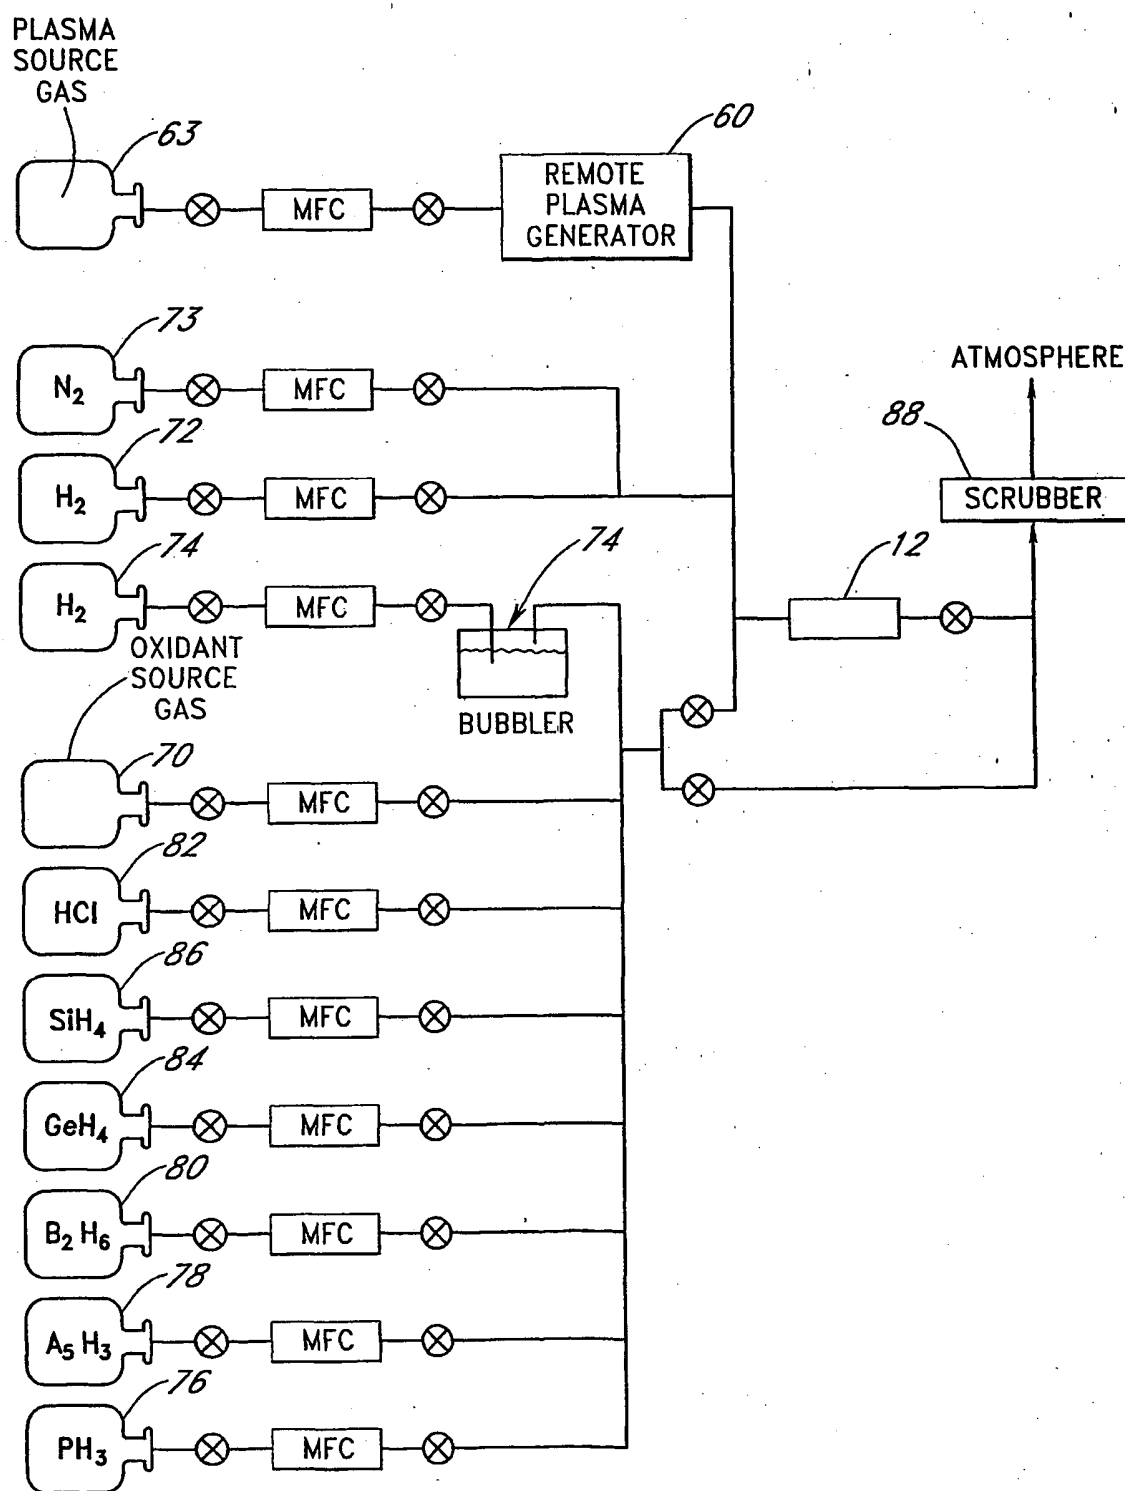 PLASMA
SOURCE
GAS
63
60
MFC
REMOTE
PLASMA
GENERATOR
73
N2
MFC
ATMOSPHERE
72
88
H2
MFC
SCRUBBER
74
74
12
H2
MFC
OXIDANT
SOURCE
GAS
BUBBLER
70
MFC
82
HCl
MFC
86
SiH4
MFC
84
GeH4
MFC
80
B2 H6
MFC
78
A5 H3
MFC
76
PH3
MFC